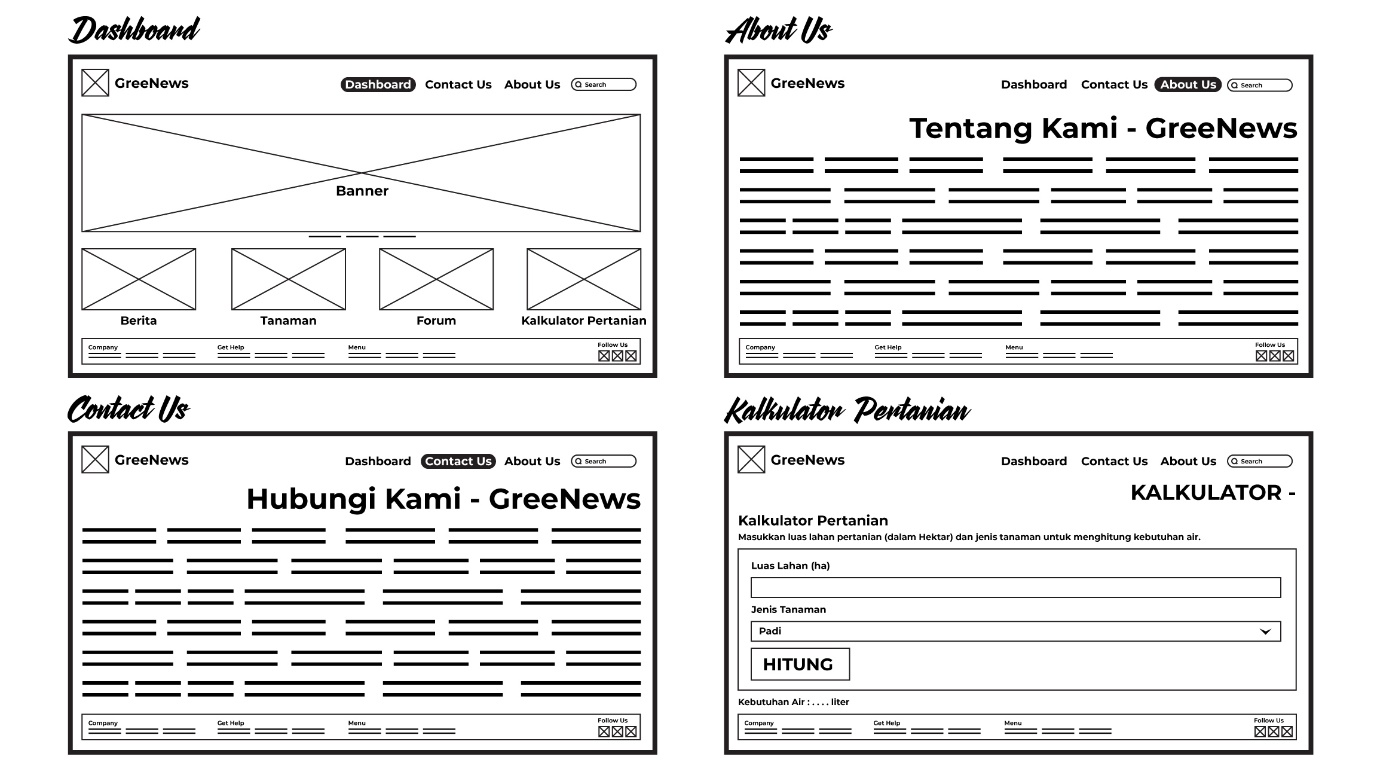 Dashboard
GreeNews
Dashboard Contact Us About Us Search
Banner
Berita Tanaman Forum Kalkulator Pertanian
Company Get Help Menu Follow Us
About Us
GreeNews
Dashboard Contact Us About Us Search
Tentang Kami - GreeNews
Company Get Help Menu Follow Us
Contact Us
GreeNews
Dashboard Contact Us About Us Search
Hubungi Kami - GreeNews
Company Get Help Menu Follow Us
Kalkulator Pertanian
GreeNews
Dashboard Contact Us About Us Search
KALKULATOR -
Kalkulator Pertanian
Masukkan luas lahan pertanian (dalam Hektar) dan jenis tanaman untuk menghitung kebutuhan air.
Luas Lahan (ha)
Jenis Tanaman
Padi
HITUNG
Kebutuhan Air : . . . . liter
Company Get Help Menu Follow Us